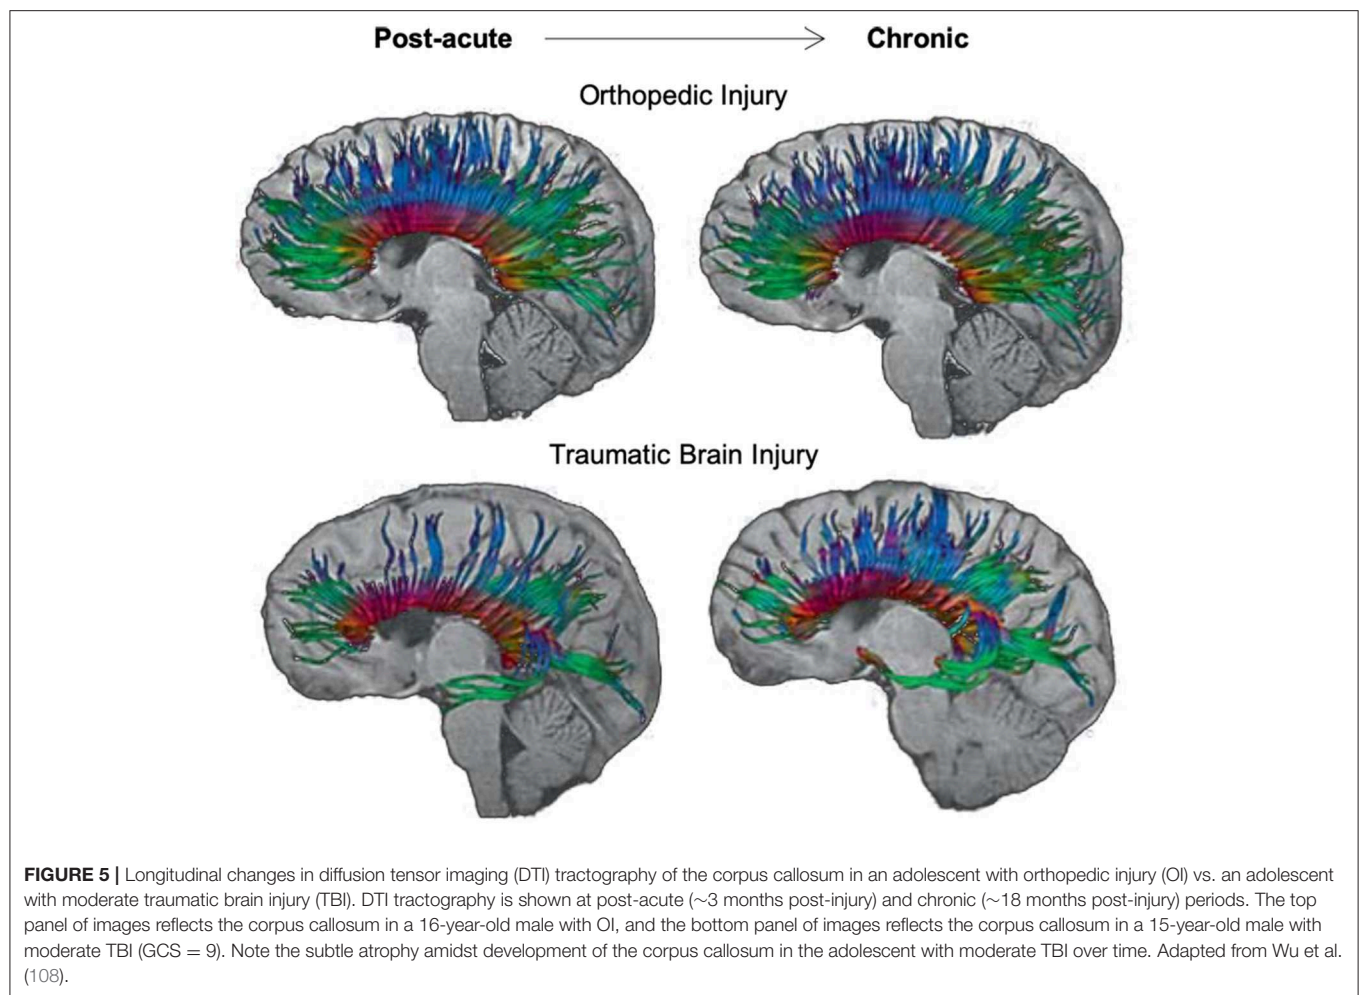 Post-acute Chronic
Orthopedic Injury
Traumatic Brain Injury
FIGURE 5 | Longitudinal changes in diffusion tensor imaging (DTI) tractography of the corpus callosum in an adolescent with orthopedic injury (OI) vs. an adolescent
with moderate traumatic brain injury (TBI). DTI tractography is shown at post-acute (~3 months post-injury) and chronic (~18 months post-injury) periods. The top
panel of images reflects the corpus callosum in a 16-year-old male with OI, and the bottom panel of images reflects the corpus callosum in a 15-year-old male with
moderate TBI (GCS = 9). Note the subtle atrophy amidst development of the corpus callosum in the adolescent with moderate TBI over time. Adapted from Wu et al.
(108).